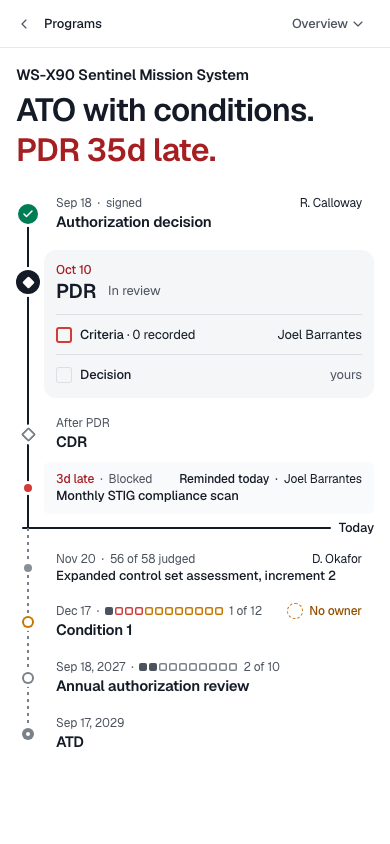 Programs
Overview
WS-X90 Sentinel Mission System
ATO with conditions.
PDR 35d late.
Sep 18 · signed R. Calloway
Authorization decision
Oct 10
PDR In review
Criteria · 0 recorded Joel Barrantes
Decision yours
After PDR
CDR
3d late · Blocked Reminded today · Joel Barrantes
Monthly STIG compliance scan
Today
Nov 20 · 56 of 58 judged D. Okafor
Expanded control set assessment, increment 2
Dec 17 · 1 of 12 No owner
Condition 1
Sep 18, 2027 · 2 of 10
Annual authorization review
Sep 17, 2029
ATD